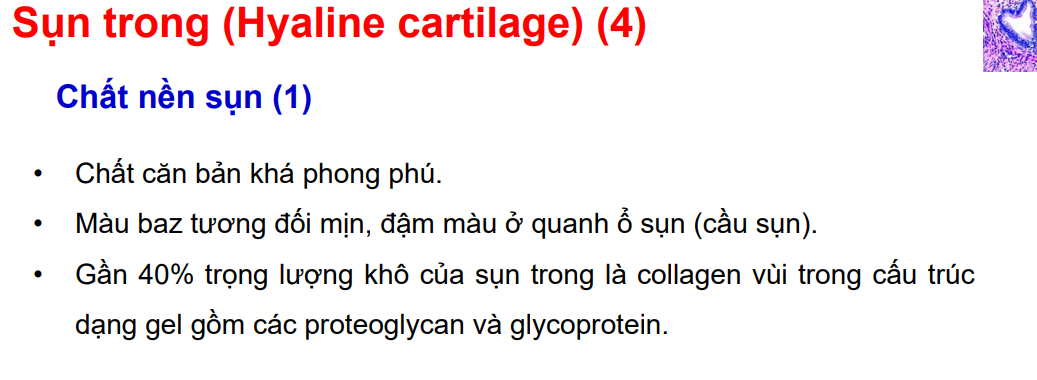 Sụn trong (Hyaline cartilage) (4)
Chất nền sụn (1)
• Chất căn bản khá phong phú.
• Màu baz tương đối mịn, đậm màu ở quanh ổ sụn (cầu sụn).
• Gần 40% trọng lượng khô của sụn trong là collagen vùi trong cấu trúc
dạng gel gồm các proteoglycan và glycoprotein.